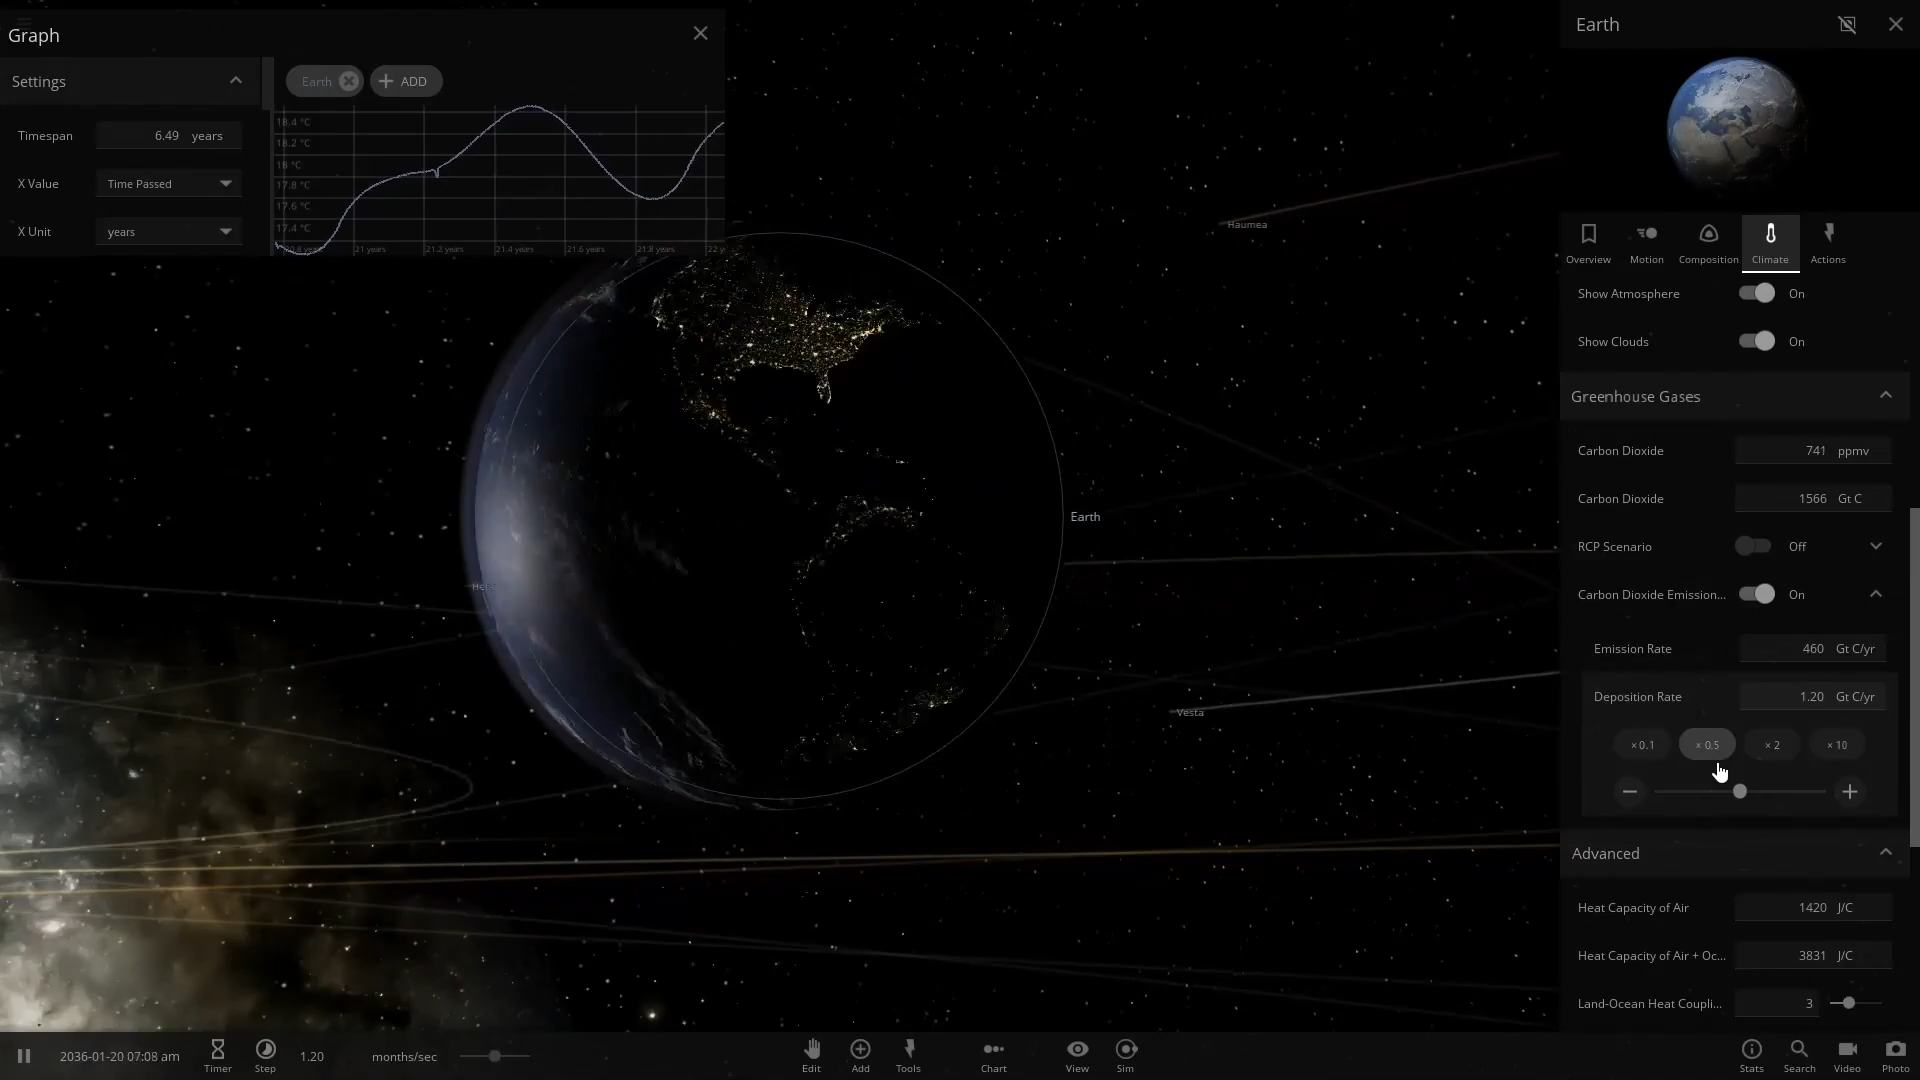 Graph
Settings
Timespan 6.49 years
X Value Time Passed
X Unit years
Earth
ADD
18.4 °C
18.2 °C
18 °C
17.8 °C
17.6 °C
17.4 °C
20.8 years 21 years 21.2 years 21.4 years 21.6 years 21.8 years 22 y
Haumea
Earth
Vesta
Earth
Overview Motion Composition Climate Actions
Show Atmosphere On
Show Clouds On
Greenhouse Gases
Carbon Dioxide 741 ppmv
Carbon Dioxide 1566 Gt C
RCP Scenario Off
Carbon Dioxide Emission... On
Emission Rate 460 Gt C/yr
Deposition Rate 1.20 Gt C/yr
× 0.1 × 0.5 × 2 × 10
Advanced
Heat Capacity of Air 1420 J/C
Heat Capacity of Air + Oc... 3831 J/C
Land-Ocean Heat Coupli... 3
2036-01-20 07:08 am
Timer
Step
1.20 months/sec
Edit Add Tools Chart View Sim
Stats Search Video Photo